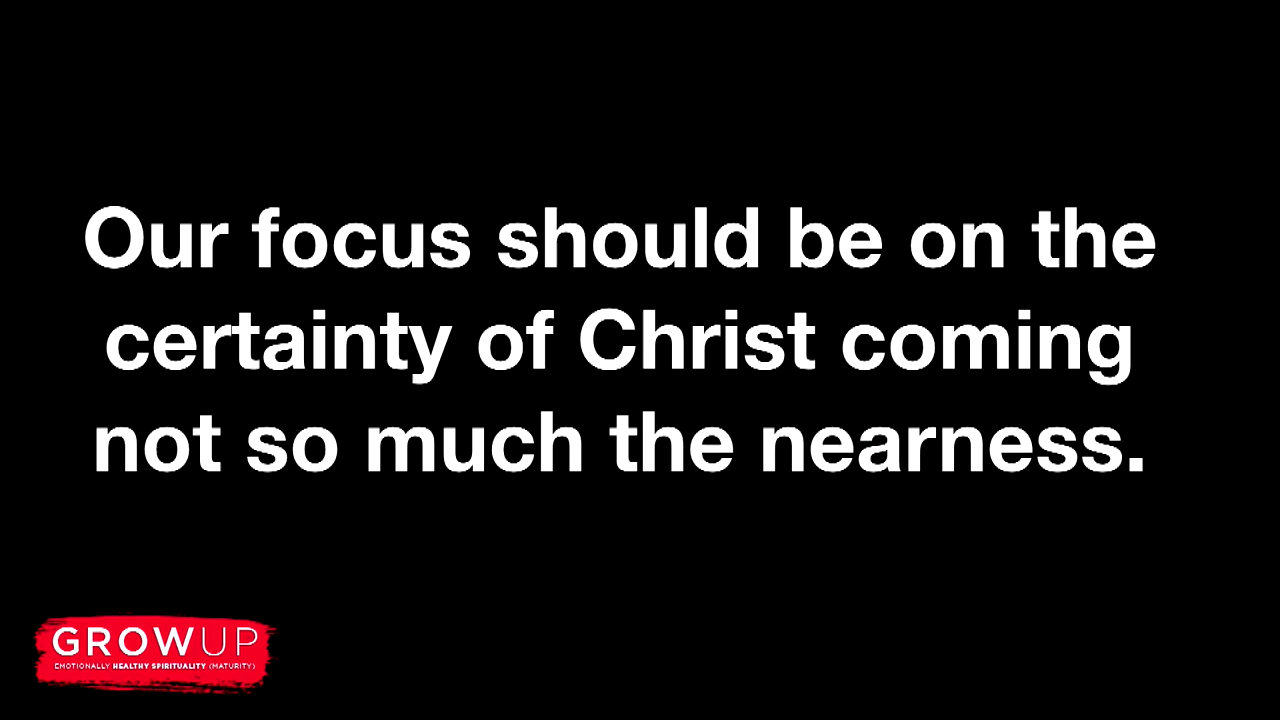 Our focus should be on the
certainty of Christ coming
not so much the nearness.
GROWUP
EMOTIONALLY HEALTHY SPIRITUALITY (MATURITY)